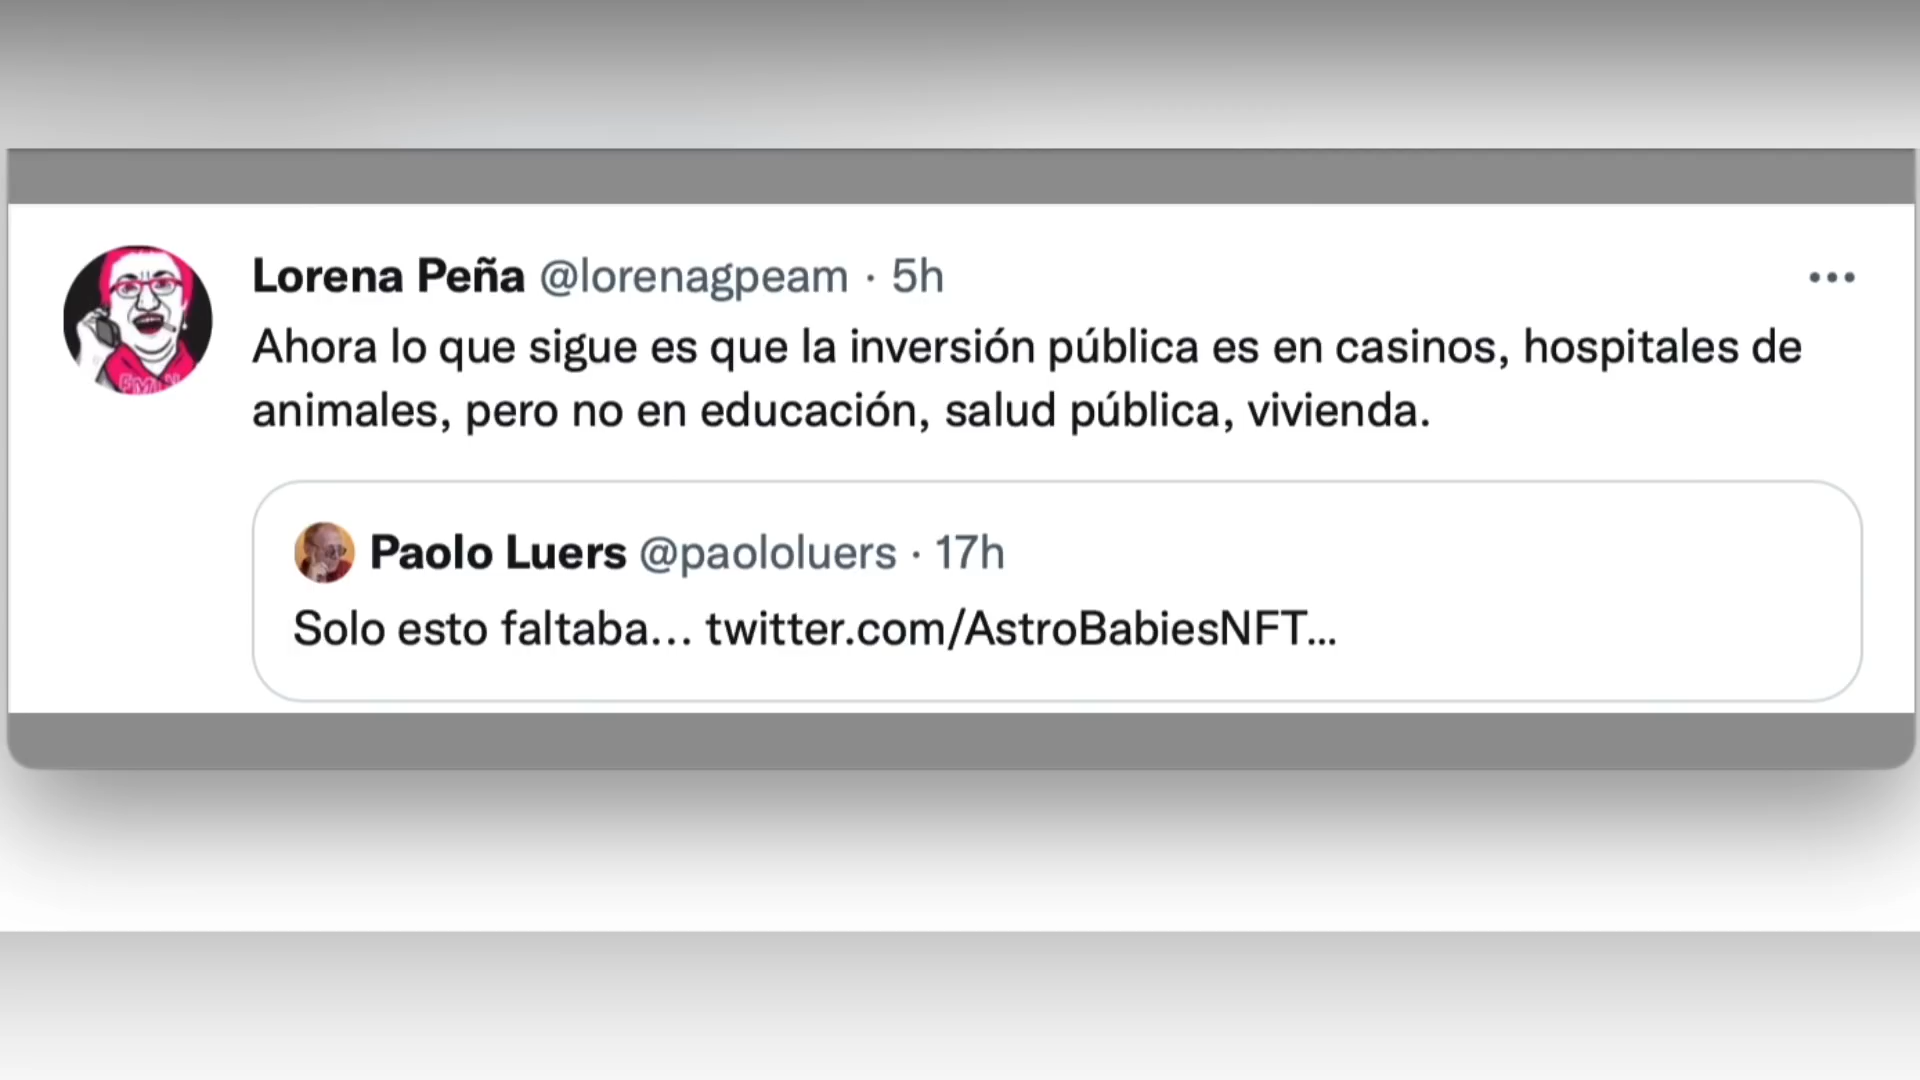 Lorena Peña @lorenagpeam · 5h
Ahora lo que sigue es que la inversión pública es en casinos, hospitales de
animales, pero no en educación, salud pública, vivienda.
Paolo Luers @paololuers · 17h
Solo esto faltaba... twitter.com/AstroBabiesNFT...
FMLN